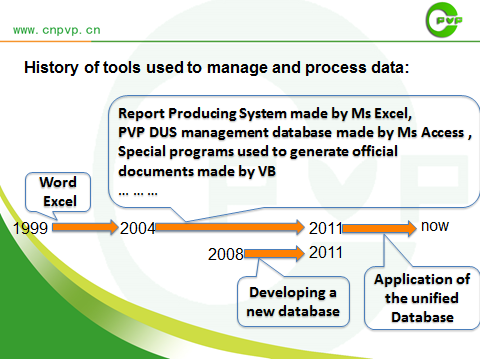 www.cnpvp.cn
PVP
History of tools used to manage and process data:
Report Producing System made by Ms Excel,
PVP DUS management database made by Ms Access ,
Special programs used to generate official
documents made by VB
... ... ...
Word
Excel
1999
2004
2011
now
2008
2011
Developing a
new database
Application of
the unified
Database